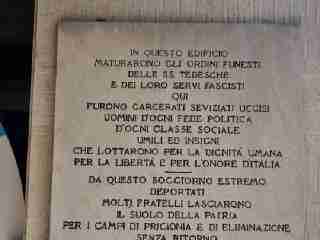 IN QUESTO EDIFICIO
MATURARONO GLI ORDINI FUNESTI
DELLE SS. TEDESCHE
E DEI LORO SERVI FASCISTI
QUI
FURONO CARCERATI SEVIZIATI UCCISI
UOMINI D'OGNI FEDE POLITICA
D'OGNI CLASSE SOCIALE
UMILI ED INSIGNI
CHE LOTTARONO PER LA DIGNITÀ UMANA
PER LA LIBERTÀ E PER L'ONORE D'ITALIA
DA QUESTO SOGGIORNO ESTREMO
DEPORTATI
MOLTI FRATELLI LASCIARONO
IL SUOLO DELLA PATRIA
PER I CAMPI DI PRIGIONIA E DI ELIMINAZIONE
SENZA RITORNO